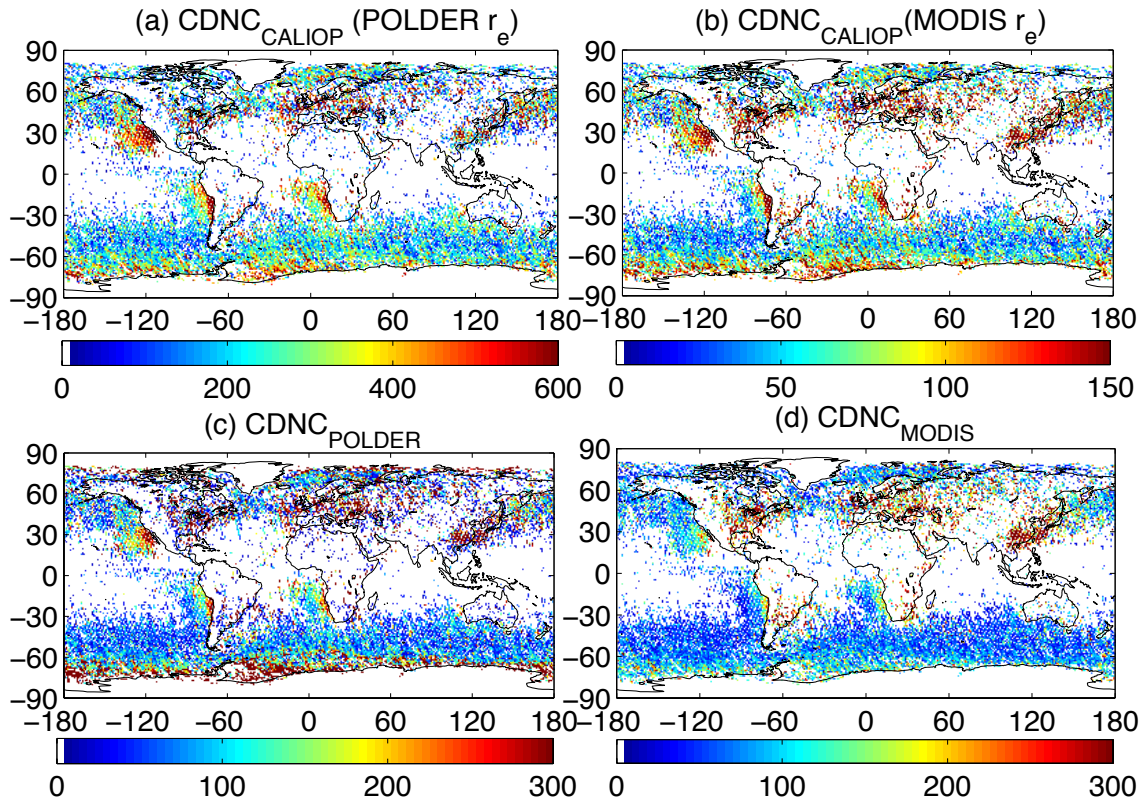 (a) CDNC_CALIOP (POLDER r_e)
90
60
30
0
−30
−60
−90
−180 −120 −60 0 60 120 180
0 200 400 600
(b) CDNC_CALIOP(MODIS r_e)
90
60
30
0
−30
−60
−90
−180 −120 −60 0 60 120 180
0 50 100 150
(c) CDNC_POLDER
90
60
30
0
−30
−60
−90
−180 −120 −60 0 60 120 180
0 100 200 300
(d) CDNC_MODIS
90
60
30
0
−30
−60
−90
−180 −120 −60 0 60 120 180
0 100 200 300